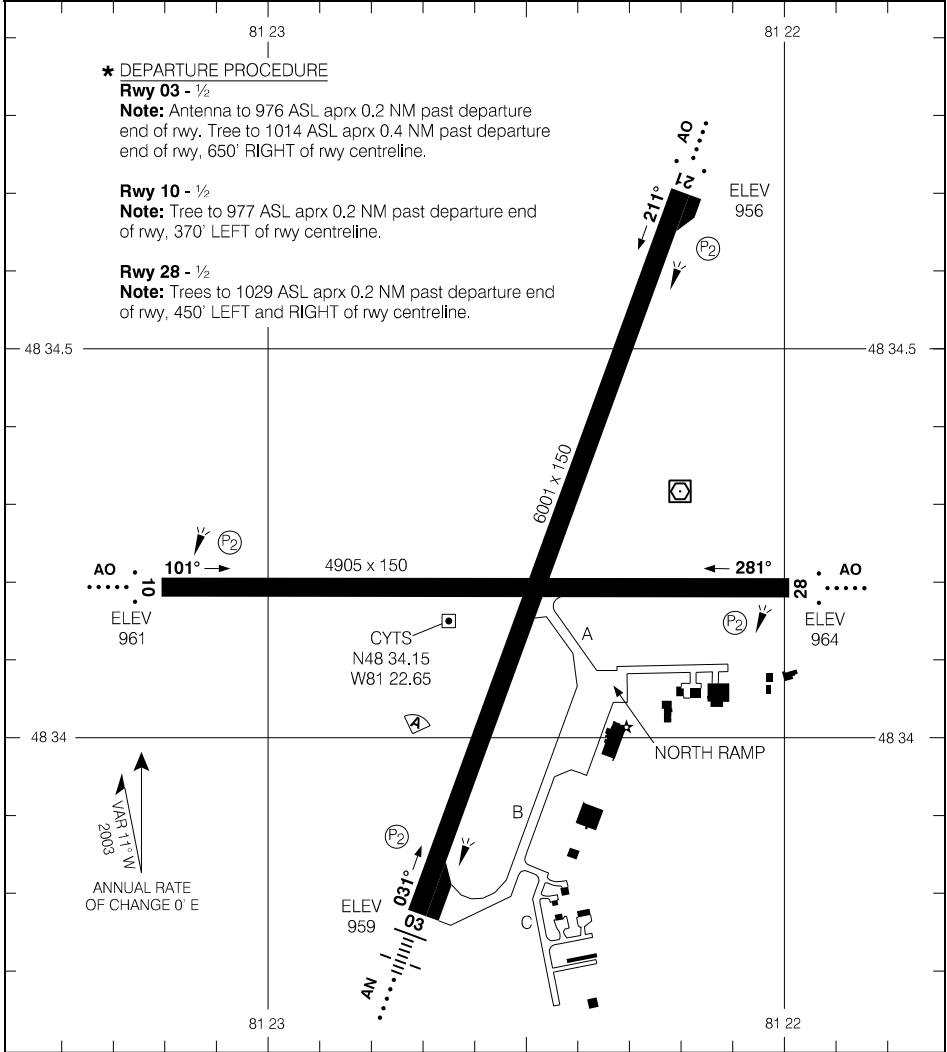 81 23
81 22
* DEPARTURE PROCEDURE
Rwy 03 - ½
Note: Antenna to 976 ASL aprx 0.2 NM past departure
end of rwy. Tree to 1014 ASL aprx 0.4 NM past departure
end of rwy, 650' RIGHT of rwy centreline.
Rwy 10 - ½
Note: Tree to 977 ASL aprx 0.2 NM past departure end
of rwy, 370' LEFT of rwy centreline.
Rwy 28 - ½
Note: Trees to 1029 ASL aprx 0.2 NM past departure end
of rwy, 450' LEFT and RIGHT of rwy centreline.
AO
21
211°
ELEV
956
P2
48 34.5
48 34.5
6001 x 150
P2
AO
10
101°
4905 x 150
281°
28
AO
ELEV
961
P2
ELEV
964
CYTS
N48 34.15
W81 22.65
A
A
48 34
48 34
NORTH RAMP
VAR 11° W
2003
ANNUAL RATE
OF CHANGE 0' E
B
P2
031°
ELEV
959
03
C
AN
81 23
81 22